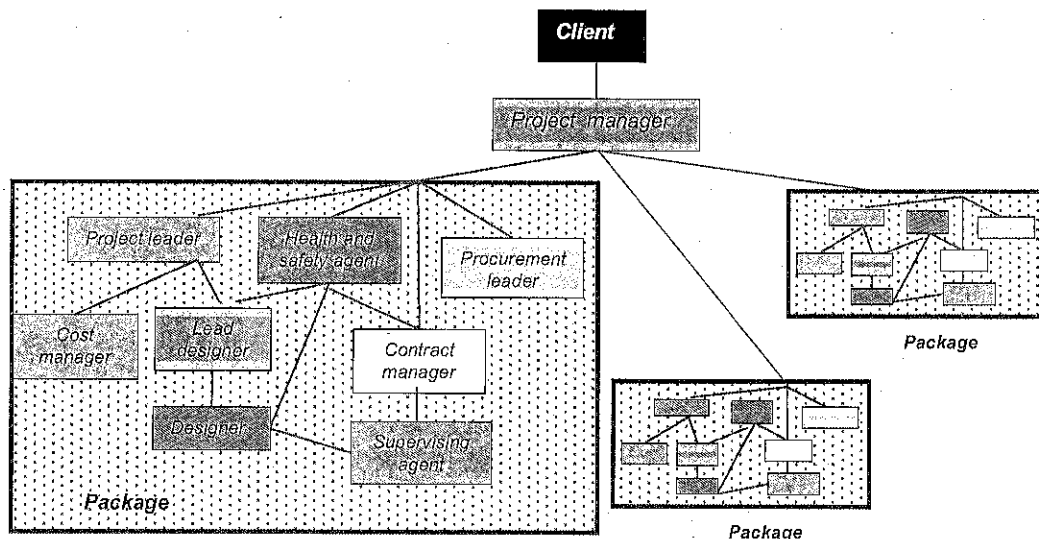 Client
Project manager
Project leader
Health and
safety agent
Procurement
leader
Cost
manager
Lead
designer
Contract
manager
Designer
Supervising
agent
Package
Package
Package